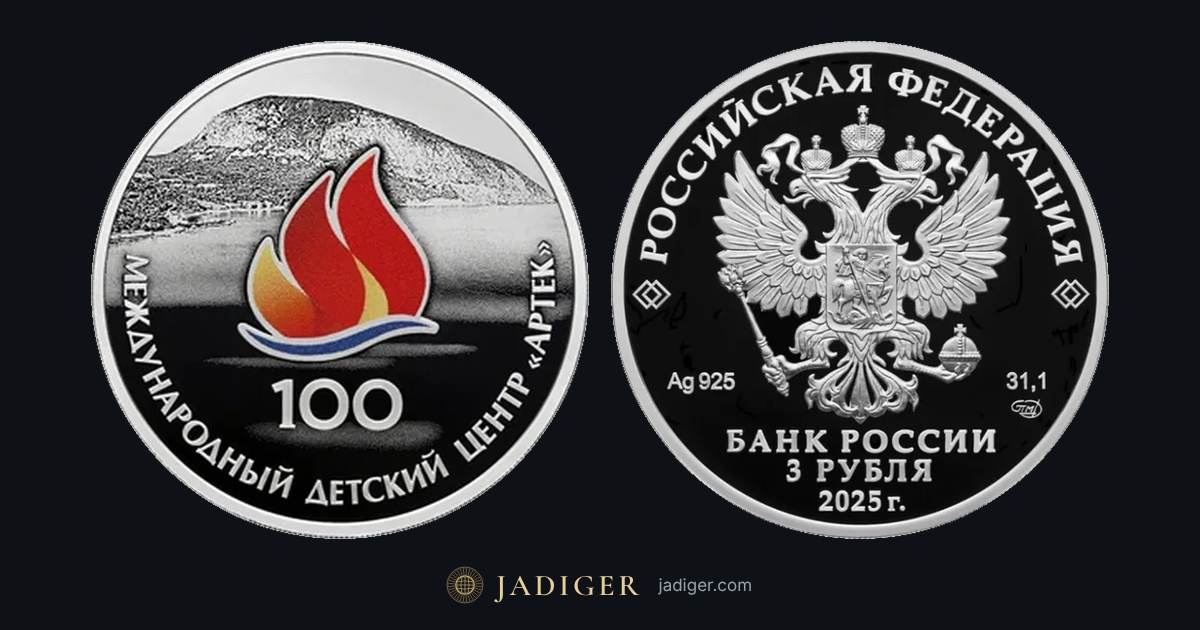 МЕЖДУНАРОДНЫЙ ДЕТСКИЙ ЦЕНТР «АРТЕК»
100
РОССИЙСКАЯ ФЕДЕРАЦИЯ
Ag 925
31,1
БАНК РОССИИ
3 РУБЛЯ
2025 г.
JADIGER
jadiger.com